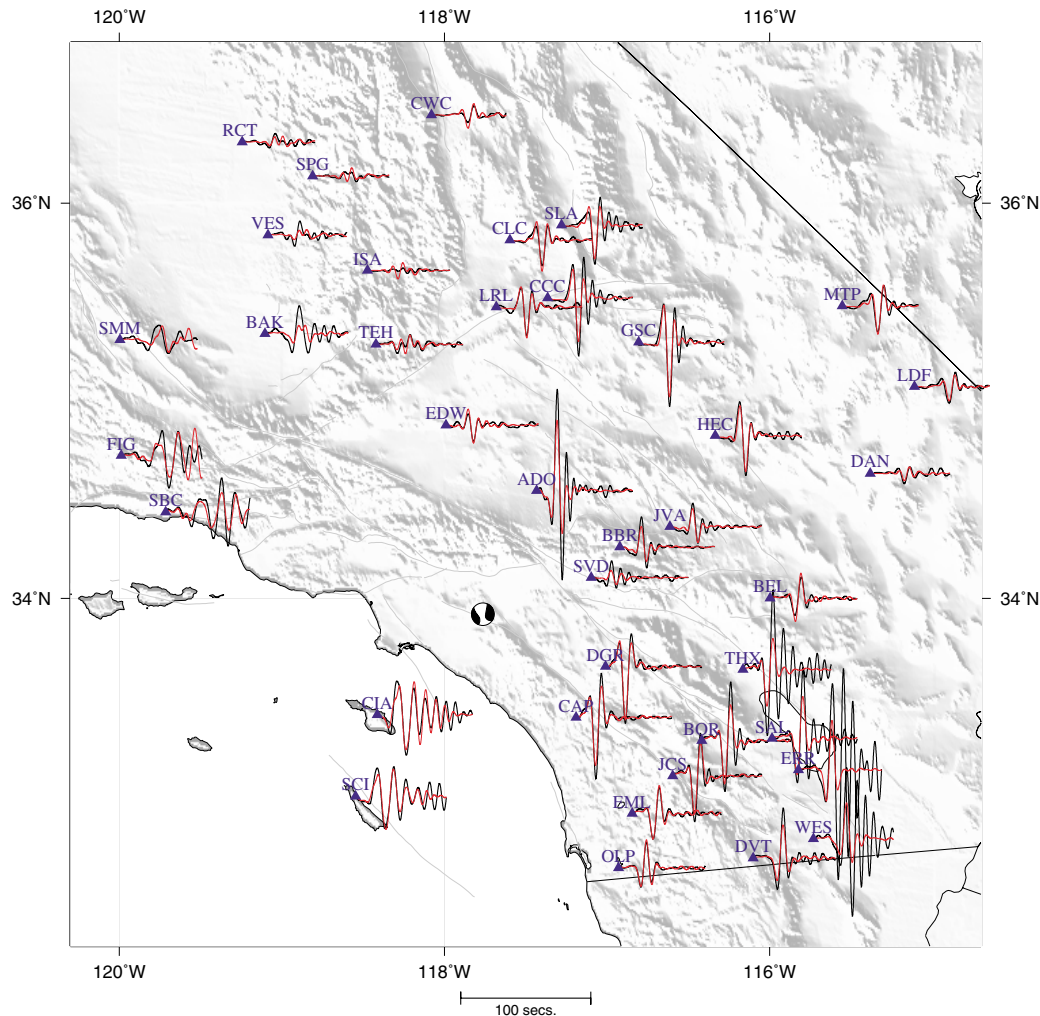 120˚W 118˚W 116˚W
CWC
RCT
SPG
36˚N 36˚N
SLA
VES
CLC
ISA
CCC
LRL
MTP
SMM
BAK
TEH
GSC
LDF
EDW
HEC
FIG
DAN
ADO
SBC
JVA
BBR
SVD
BEL
34˚N 34˚N
DGR
THX
CIA
CAP
BOR
SAL
ERR
JCS
SCI
EML
WES
DVT
OLP
120˚W 118˚W 116˚W
100 secs.